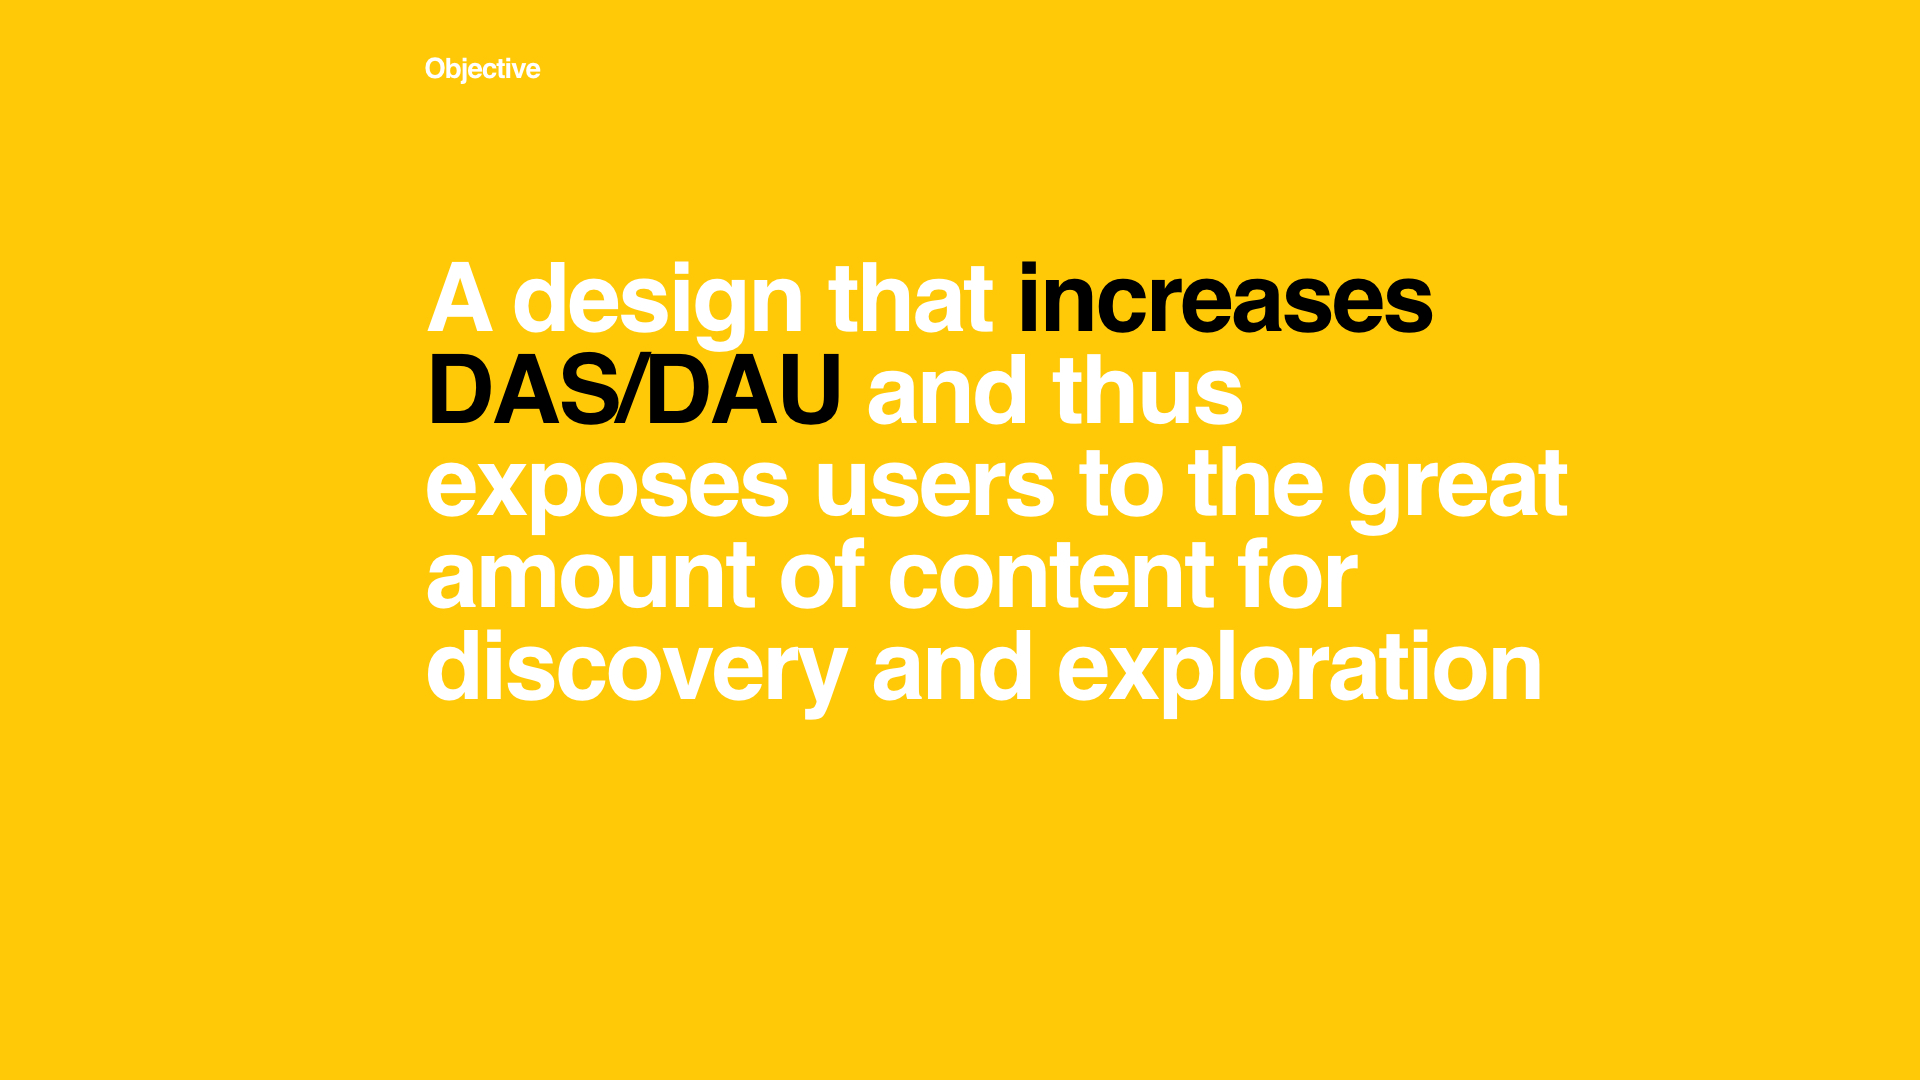 Objective
A design that increases
DAS/DAU and thus
exposes users to the great
amount of content for
discovery and exploration